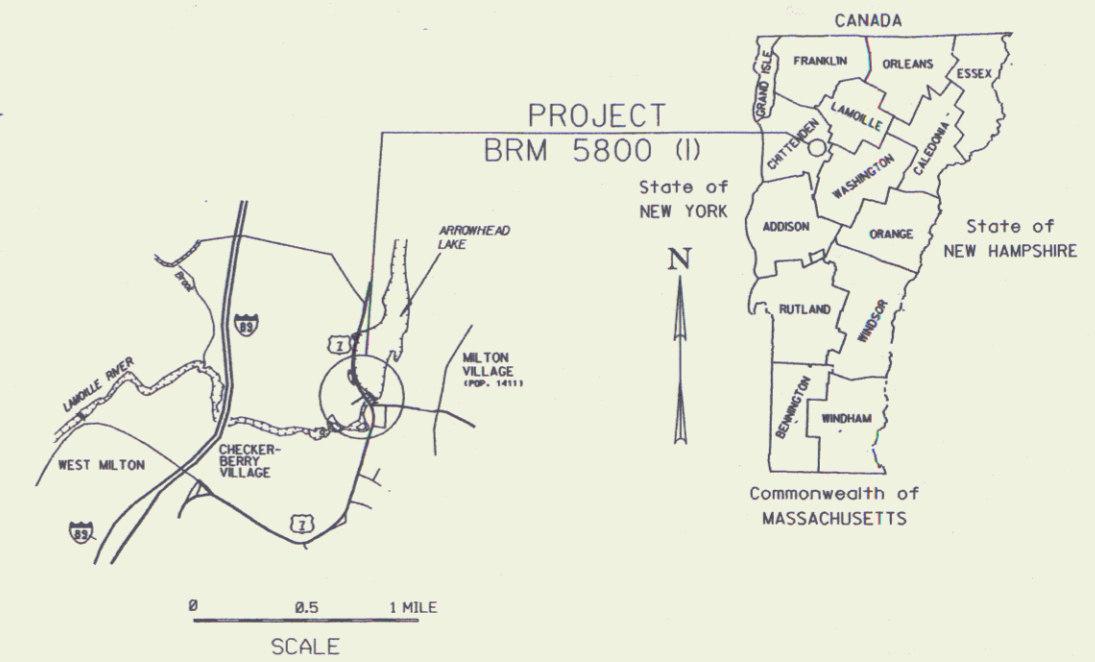 CANADA
GRAND ISLE
FRANKLIN
ORLEANS
ESSEX
LAMOILLE
CHITTENDEN
CALEDONIA
WASHINGTON
PROJECT
BRM 5800 (1)
State of
NEW YORK
ADDISON
ORANGE
State of
NEW HAMPSHIRE
N
RUTLAND
WINDSOR
BENNINGTON
WINDHAM
Commonwealth of
MASSACHUSETTS
ARROWHEAD
LAKE
Brook
89
7
MILTON
VILLAGE
(POP. 1411)
LAMOILLE RIVER
CHECKER-
BERRY
VILLAGE
WEST MILTON
89
7
0 0.5 1 MILE
SCALE